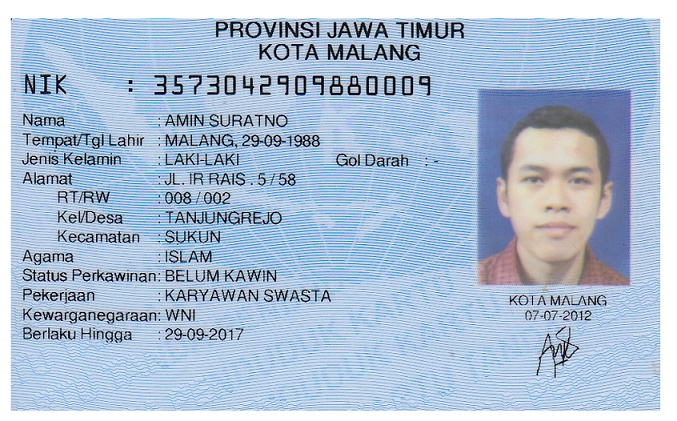 PROVINSI JAWA TIMUR
KOTA MALANG
NIK : 3573042909880009
Nama : AMIN SURATNO
Tempat/Tgl Lahir : MALANG, 29-09-1988
Jenis Kelamin : LAKI-LAKI Gol Darah : -
Alamat : JL. IR RAIS . 5 / 58
RT/RW : 008 / 002
Kel/Desa : TANJUNGREJO
Kecamatan : SUKUN
Agama : ISLAM
Status Perkawinan: BELUM KAWIN
Pekerjaan : KARYAWAN SWASTA
Kewarganegaraan: WNI
Berlaku Hingga : 29-09-2017
KOTA MALANG
07-07-2012